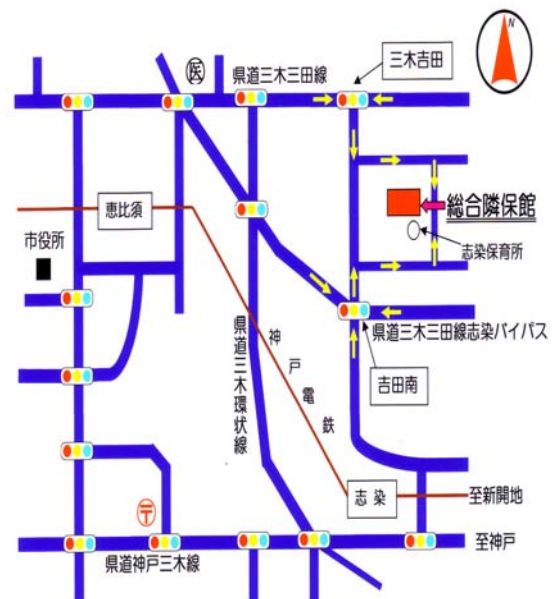 N
三木吉田
医
県道三木三田線
恵比須
総合隣保館
市役所
志染保育所
県道三木三田線志染バイパス
県道三木環状線
神戸電鉄
吉田南
志染
至新開地
〒
至神戸
県道神戸三木線